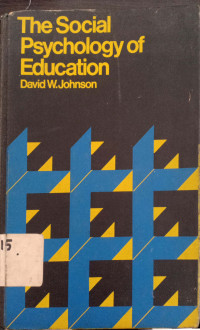 The Social
Psychology of
Education
David W. Johnson
15